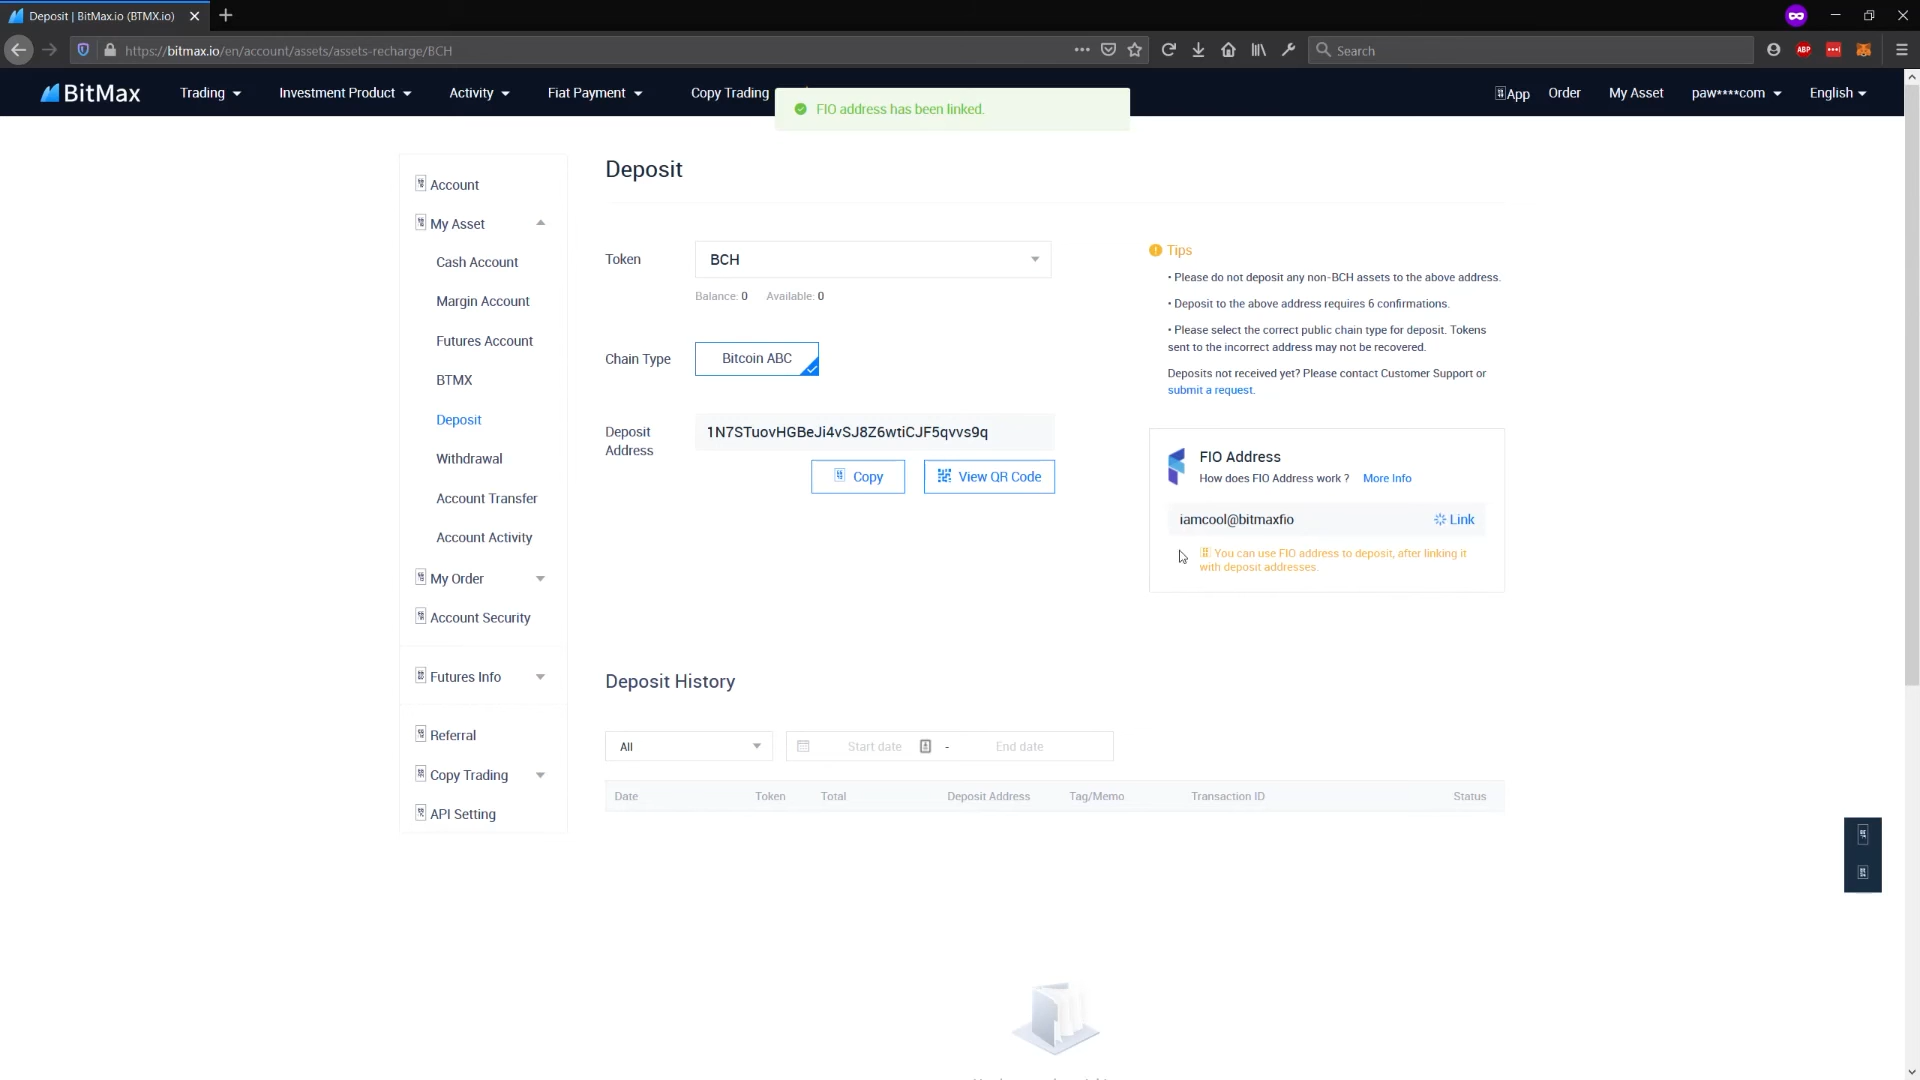 Deposit | BitMax.io (BTMX.io)
https://bitmax.io/en/account/assets/assets-recharge/BCH
Search
ABP
BitMax
Trading
Investment Product
Activity
Fiat Payment
Copy Trading
App
Order
My Asset
paw****com
English
FIO address has been linked.
Account
My Asset
Cash Account
Margin Account
Futures Account
BTMX
Deposit
Withdrawal
Account Transfer
Account Activity
My Order
Account Security
Futures Info
Referral
Copy Trading
API Setting
Deposit
Token
BCH
Balance: 0 Available: 0
Chain Type
Bitcoin ABC
Deposit
Address
1N7STuovHGBeJi4vSJ8Z6wtiCJF5qvvs9q
Copy
View QR Code
Tips
• Please do not deposit any non-BCH assets to the above address.
• Deposit to the above address requires 6 confirmations.
• Please select the correct public chain type for deposit. Tokens
sent to the incorrect address may not be recovered.
Deposits not received yet? Please contact Customer Support or
submit a request.
FIO Address
How does FIO Address work ? More Info
iamcool@bitmaxfio
Link
You can use FIO address to deposit, after linking it
with deposit addresses.
Deposit History
All
Start date
-
End date
Date
Token
Total
Deposit Address
Tag/Memo
Transaction ID
Status